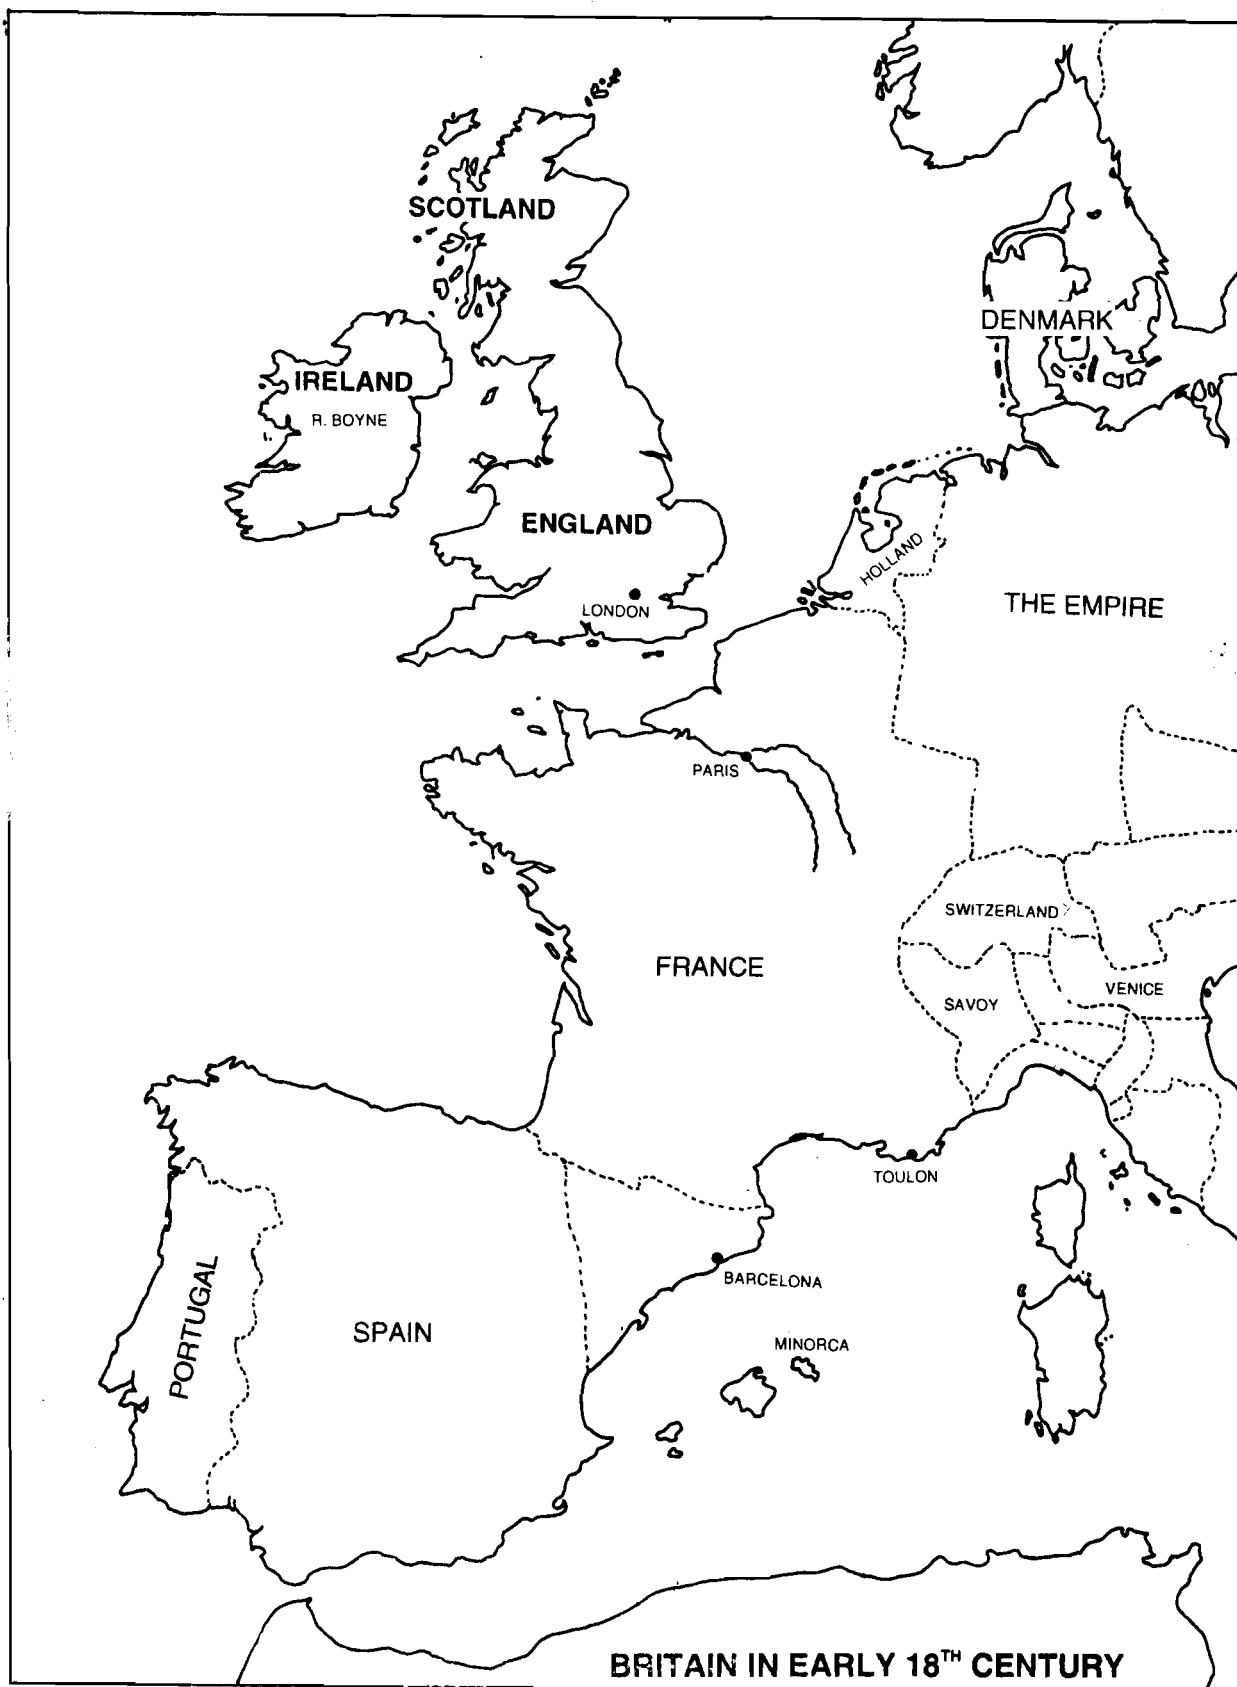 SCOTLAND
DENMARK
IRELAND
R. BOYNE
ENGLAND
HOLLAND
LONDON
THE EMPIRE
PARIS
SWITZERLAND
FRANCE
VENICE
SAVOY
TOULON
BARCELONA
PORTUGAL
SPAIN
MINORCA
BRITAIN IN EARLY 18TH CENTURY